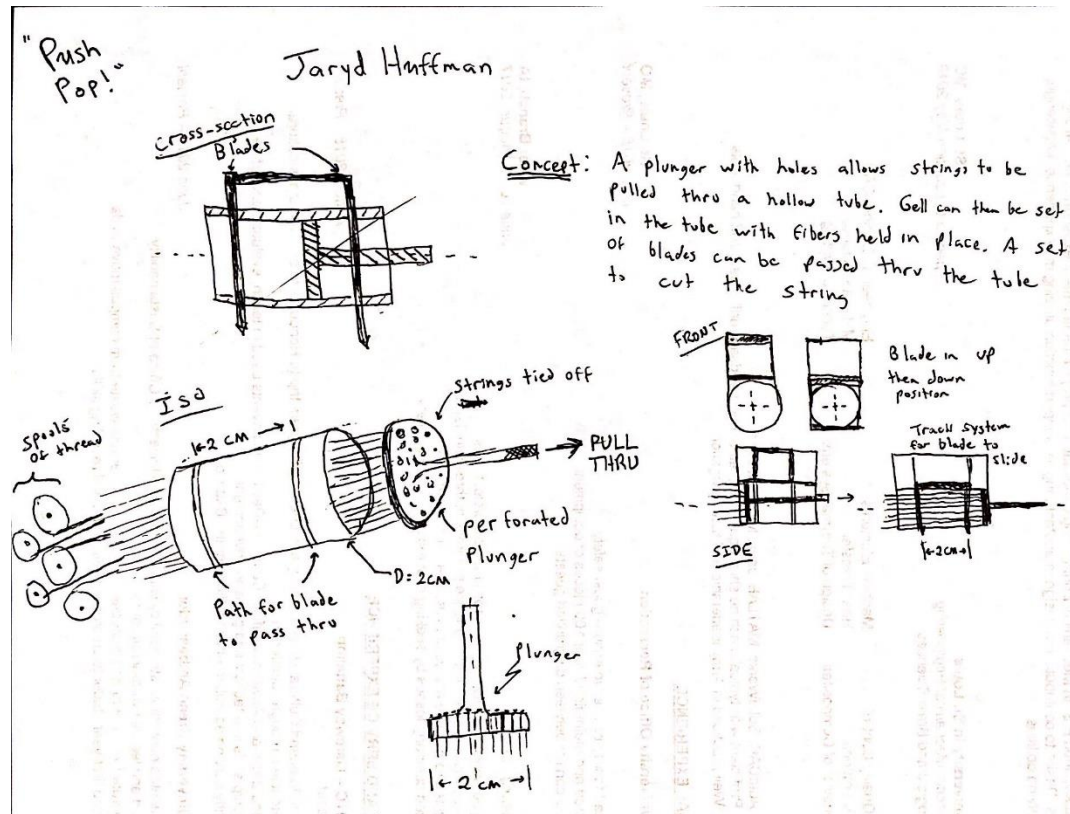 "Push
Pop!"
Jaryd Huffman
Cross-section
Blades
Concept: A plunger with holes allows strings to be
pulled thru a hollow tube. Gell can then be set
in the tube with fibers held in place. A set
of blades can be passed thru the tube
to cut the string
FRONT
Blade in up
then down
position
Track system
for blade to
slide
SIDE
2cm
ISO
spools
of thread
2 cm
Strings tied off
PULL
THRU
perforated
Plunger
D=2cm
Path for blade
to pass thru
Plunger
2 cm